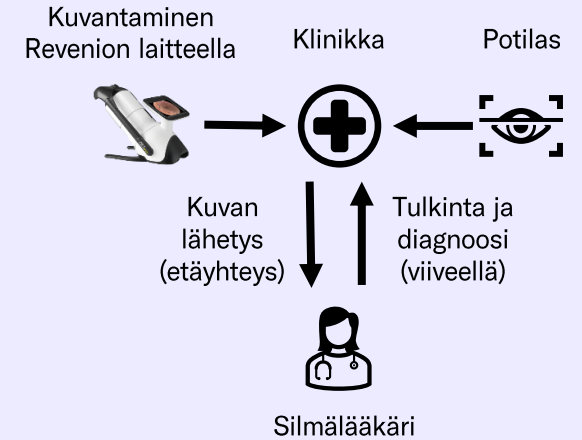 Kuvantaminen
Revenion laitteella
Klinikka
Potilas
Kuvan
lähetys
(etäyhteys)
Tulkinta ja
diagnoosi
(viiveellä)
Silmälääkäri